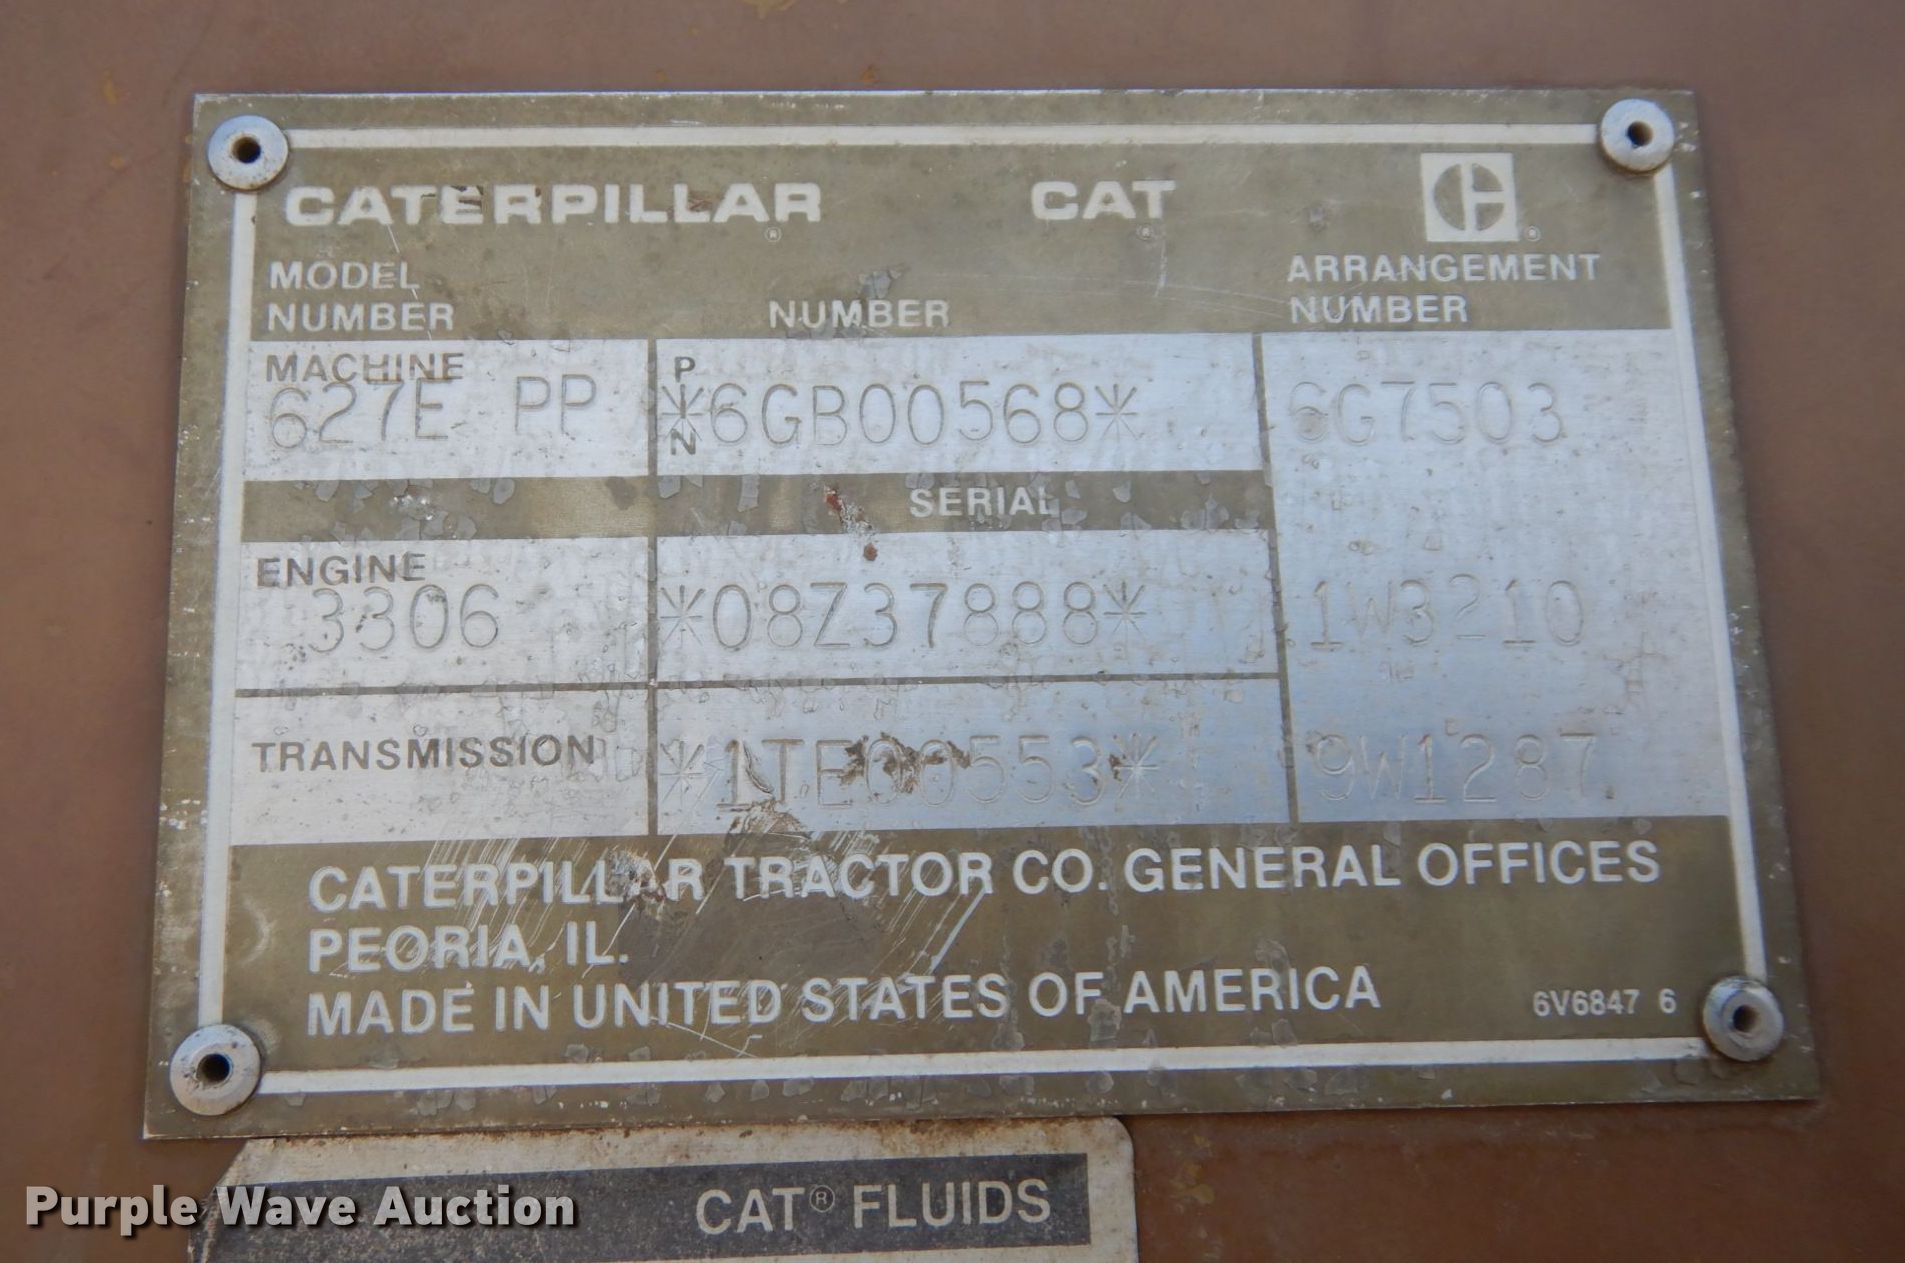 CATERPILLAR® CAT® ®
MODEL NUMBER NUMBER ARRANGEMENT NUMBER
MACHINE P
627E PP *6GB00568* 6G7503
N
SERIAL
ENGINE
3306 *08Z37888* 1W3210
TRANSMISSION *1TE00553* 9W1287
CATERPILLAR TRACTOR CO. GENERAL OFFICES
PEORIA, IL.
MADE IN UNITED STATES OF AMERICA 6V6847 6
CAT® FLUIDS
Purple Wave Auction